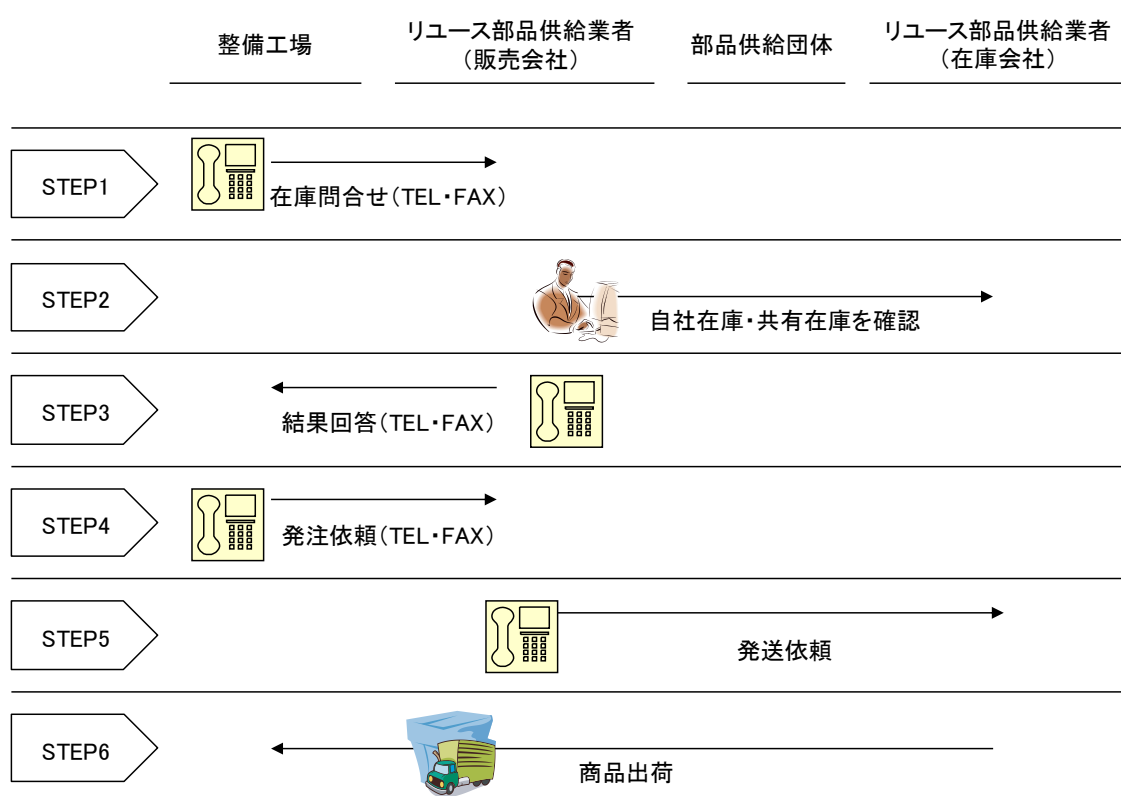 整備工場
リユース部品供給業者
(販売会社)
部品供給団体
リユース部品供給業者
(在庫会社)
STEP1
在庫問合せ(TEL・FAX)
STEP2
自社在庫・共有在庫を確認
STEP3
結果回答(TEL・FAX)
STEP4
発注依頼(TEL・FAX)
STEP5
発送依頼
STEP6
商品出荷